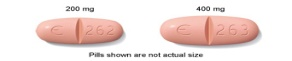 200 mg 400 mg
Є 262 Є 263
Pills shown are not actual size